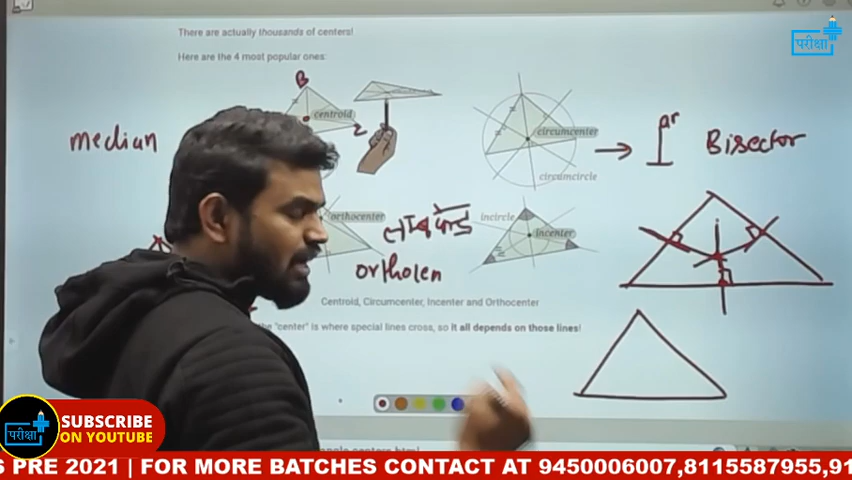 There are actually thousands of centers!
Here are the 4 most popular ones:
परीक्षा
B
centroid
2
circumcenter
circumcircle
median
Bisector
orthocenter
incircle
incenter
ortholen
Centroid, Circumcenter, Incenter and Orthocenter
"center" is where special lines cross, so it all depends on those lines!
परीक्षा
SUBSCRIBE
ON YOUTUBE
S PRE 2021 | FOR MORE BATCHES CONTACT AT 9450006007,8115587955,91